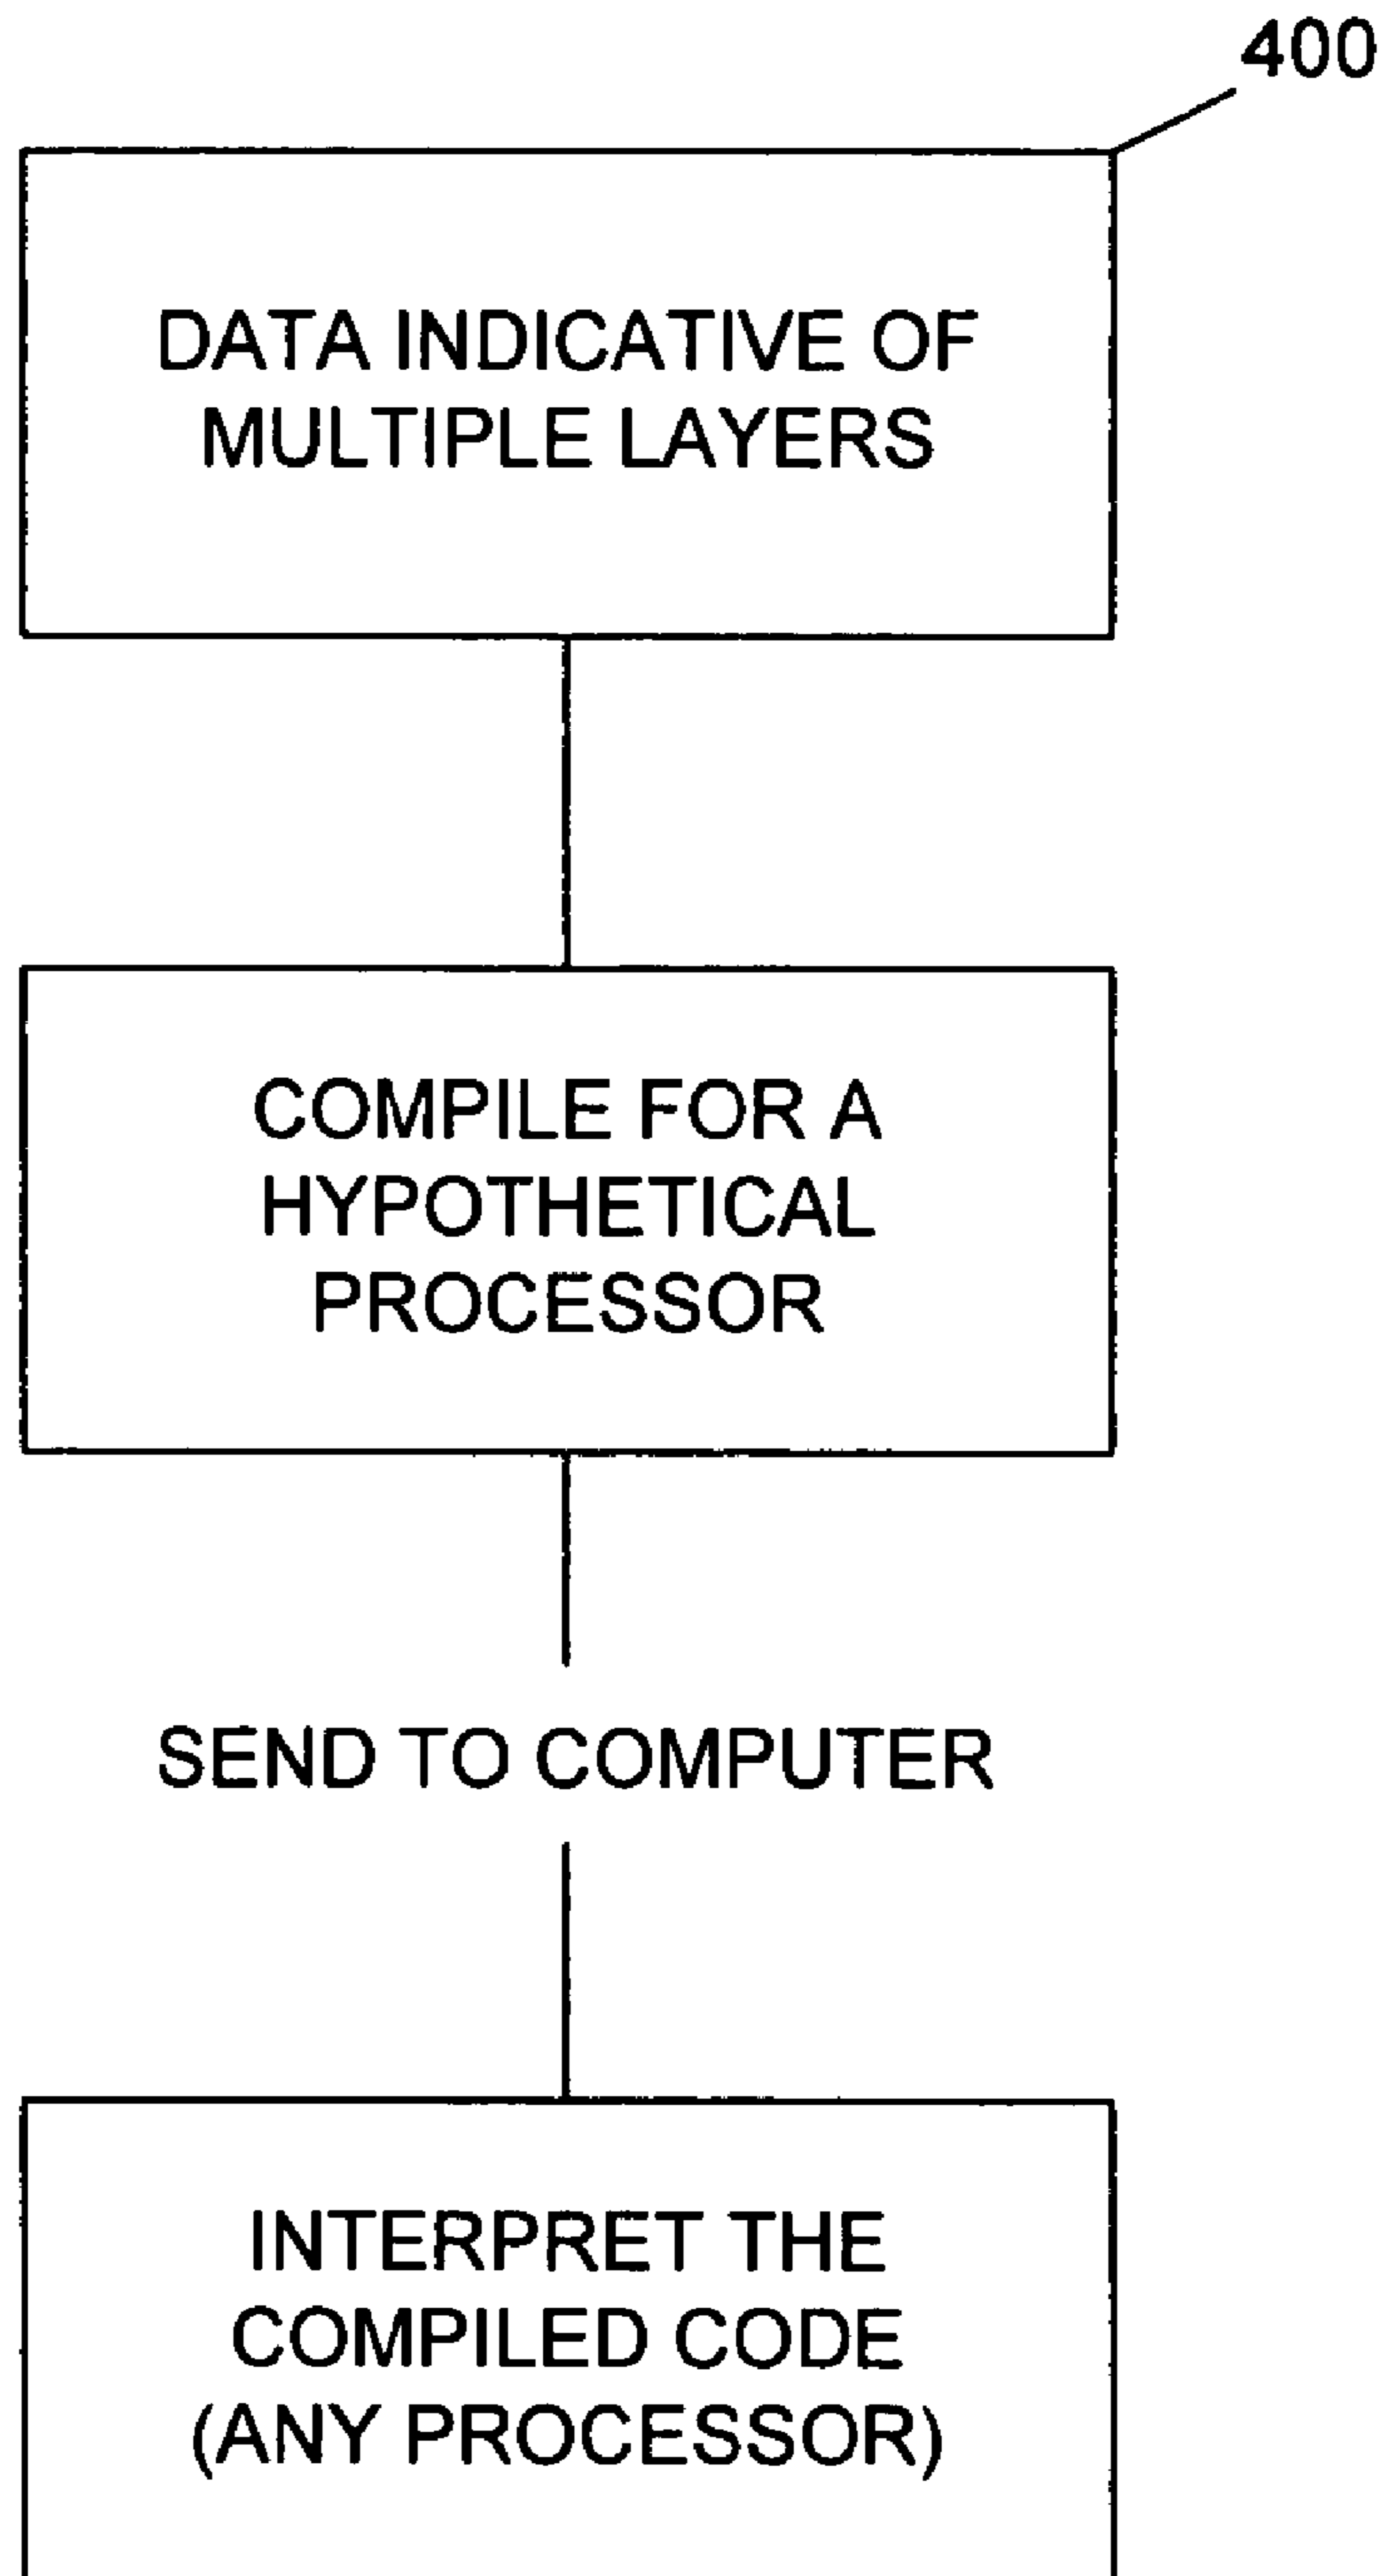 400
DATA INDICATIVE OF
MULTIPLE LAYERS
COMPILE FOR A
HYPOTHETICAL
PROCESSOR
SEND TO COMPUTER
INTERPRET THE
COMPILED CODE
(ANY PROCESSOR)